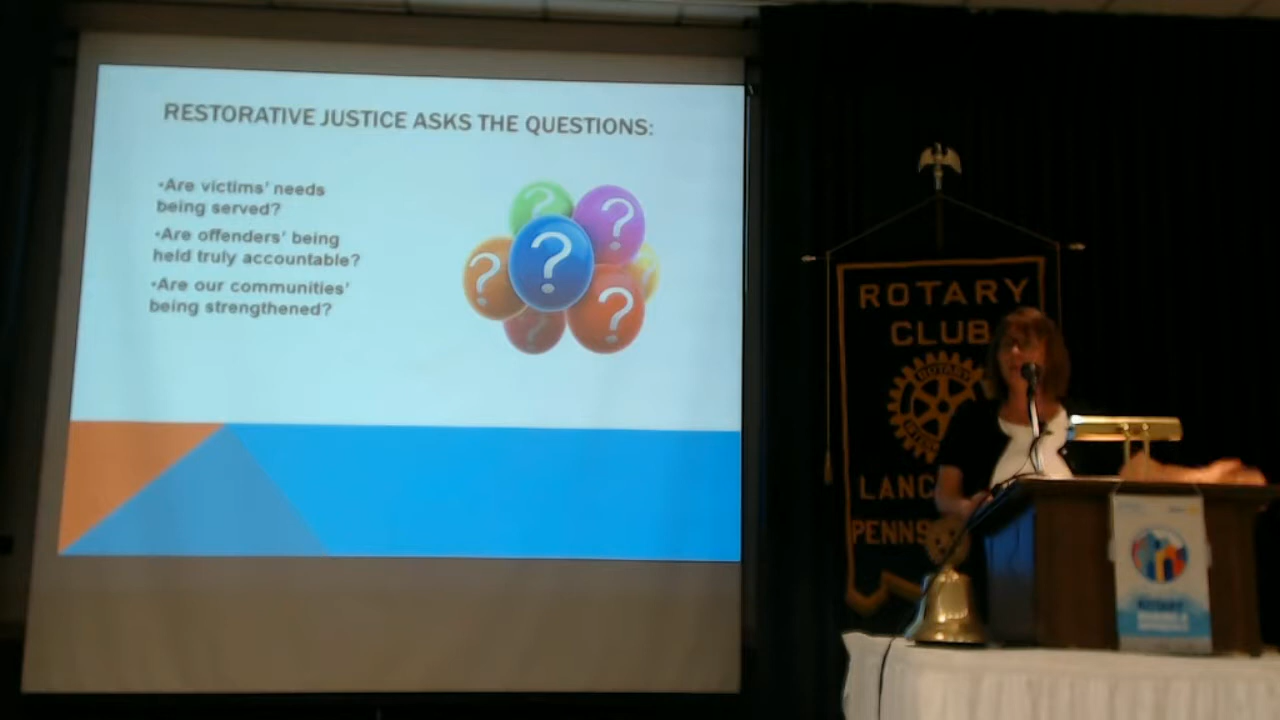 RESTORATIVE JUSTICE ASKS THE QUESTIONS:
•Are victims' needs
being served?
•Are offenders' being
held truly accountable?
•Are our communities'
being strengthened?
?
?
?
?
?
?
ROTARY
CLUB
ROTARY
LANC
PENNS